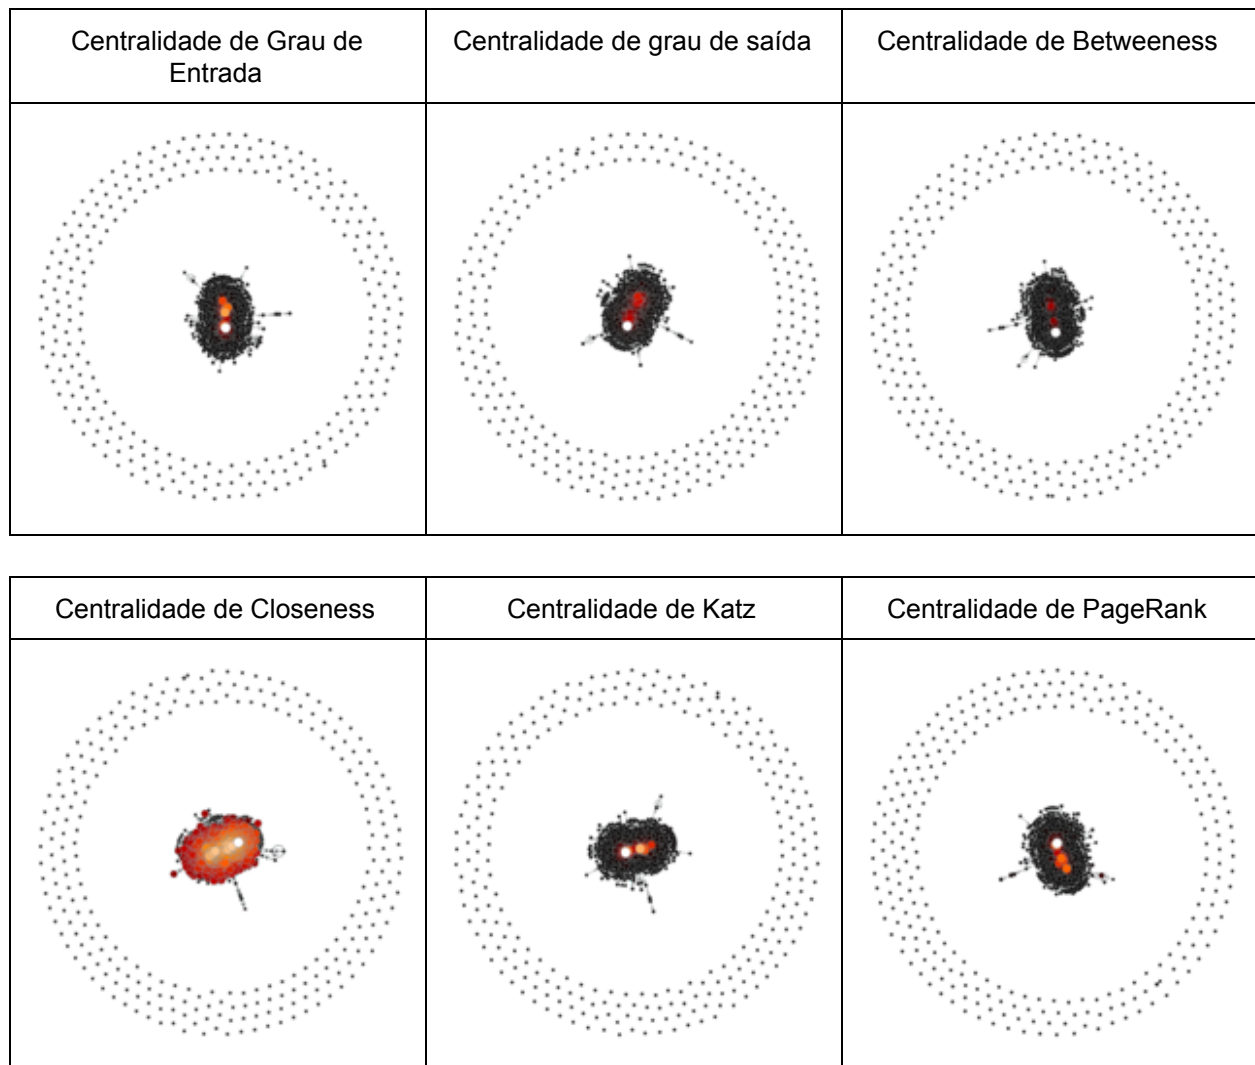 Centralidade de Grau de
Entrada
Centralidade de grau de saída
Centralidade de Betweeness
Centralidade de Closeness
Centralidade de Katz
Centralidade de PageRank